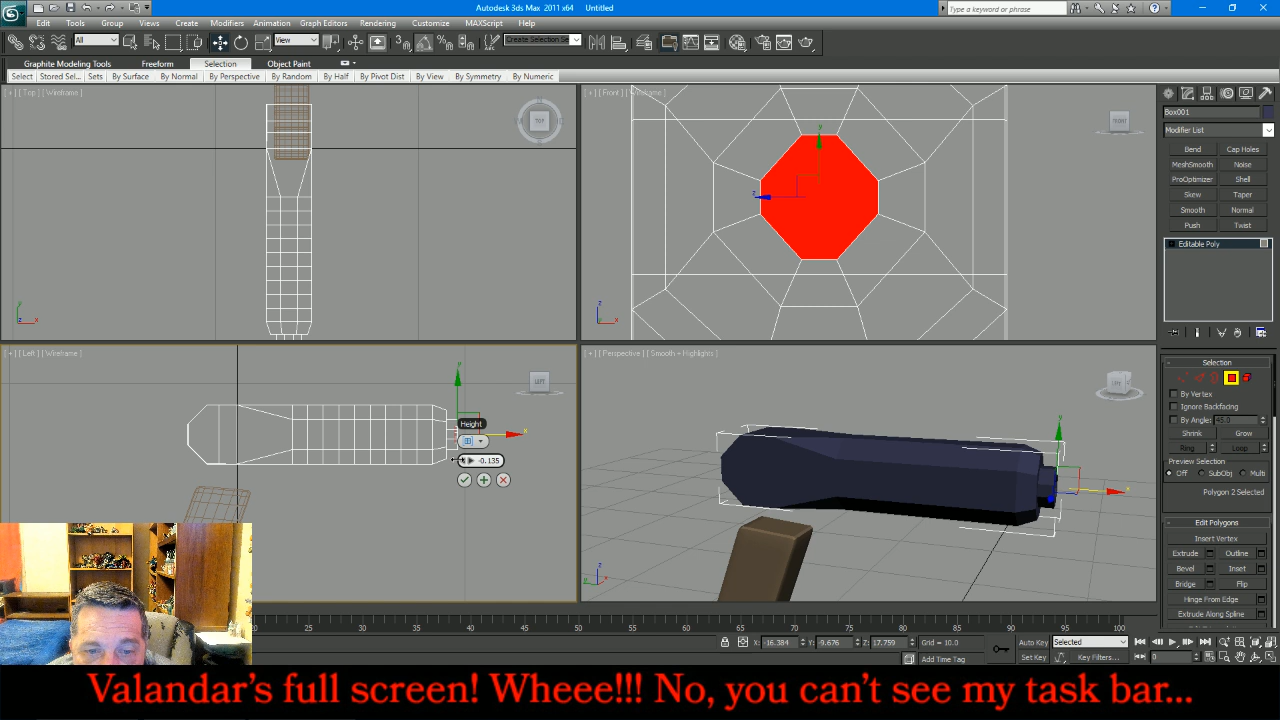 Autodesk 3ds Max 2011 x64 Untitled
Type a keyword or phrase
Edit Tools Group Views Create Modifiers Animation Graph Editors Rendering Customize MAXScript Help
All View Create Selection Se
Graphite Modeling Tools Freeform Selection Object Paint
Select Stored Sel... Sets By Surface By Normal By Perspective By Random By Half By Pivot Dist By View By Symmetry By Numeric
[ + ] [ Top ] [ Wireframe ]
TOP
[ + ] [ Front ] [ Wireframe ]
FRONT
Box001
Modifier List
Bend Cap Holes
MeshSmooth Noise
ProOptimizer Shell
Skew Taper
Smooth Normal
Push Twist
Editable Poly
[ + ] [ Left ] [ Wireframe ]
LEFT
Height
-0.135
[ + ] [ Perspective ] [ Smooth + Highlights ]
Selection
By Vertex
Ignore Backfacing
By Angle: 45.0
Shrink Grow
Ring Loop
Preview Selection
Off SubObj Multi
Polygon 2 Selected
Edit Polygons
Insert Vertex
Extrude Outline
Bevel Inset
Bridge Flip
Hinge From Edge
Extrude Along Spline
20 25 30 35 40 45 50 55 60 65 70 75 80 85 90 95 100
X: -16.384 Y: -9.676 Z: 17.759 Grid = 10.0 Auto Key Selected
Add Time Tag Set Key Key Filters... 0
Valandar's full screen! Wheee!!! No, you can't see my task bar...